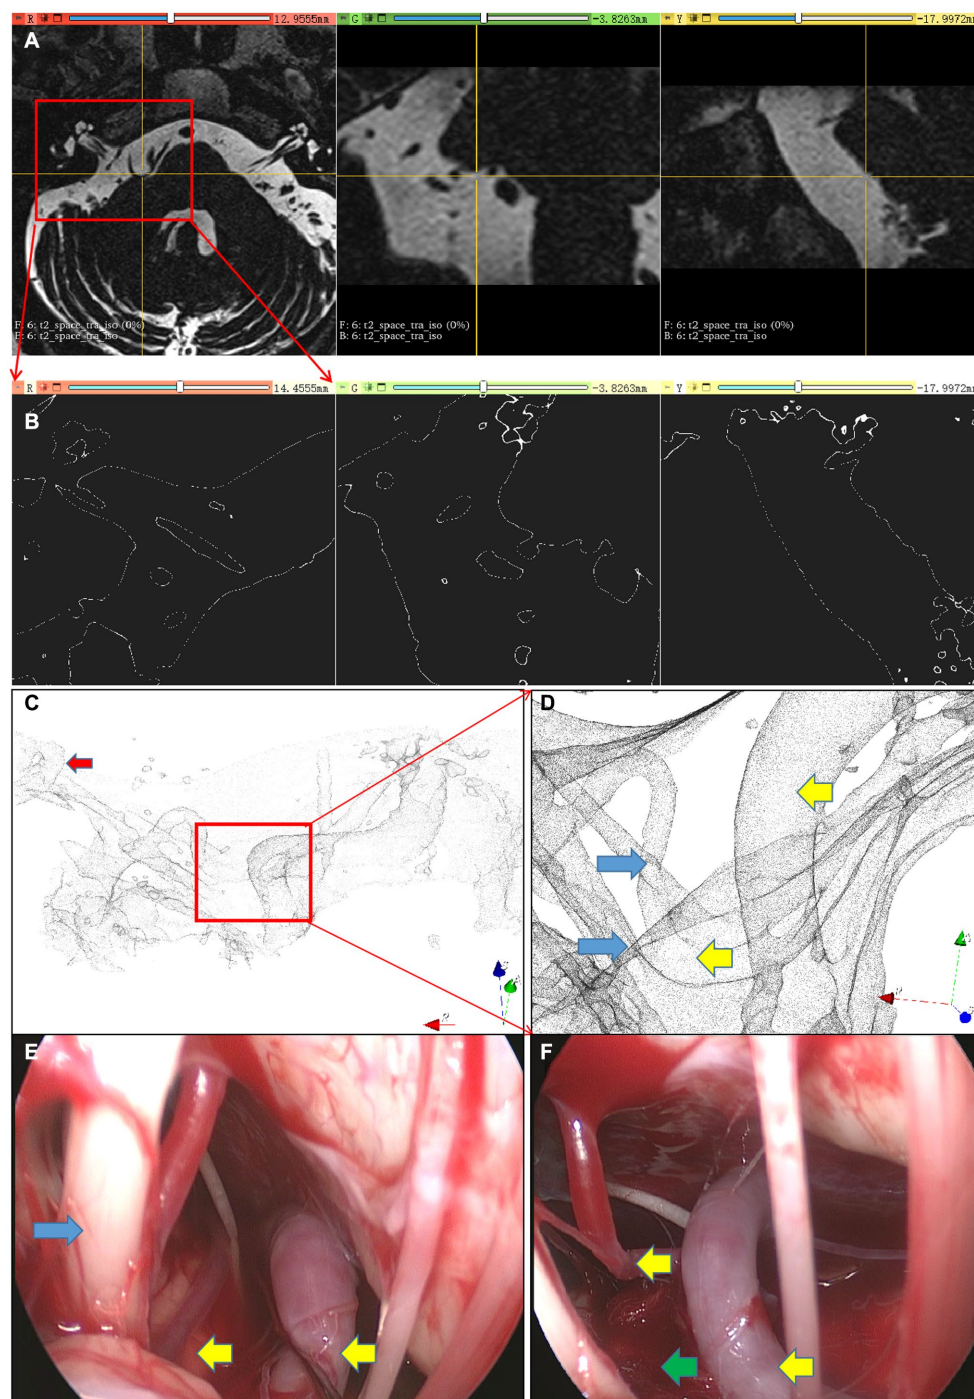 R 12.9555mm G -3.8263mm Y -17.9972mm
A
F: 6: t2_space_tra_iso (0%) F: 6: t2_space_tra_iso (0%) F: 6: t2_space_tra_iso (0%)
B: 6: t2_space_tra_iso B: 6: t2_space_tra_iso B: 6: t2_space_tra_iso
R 14.4555mm G -3.8263mm Y -17.9972mm
B
C D
E F